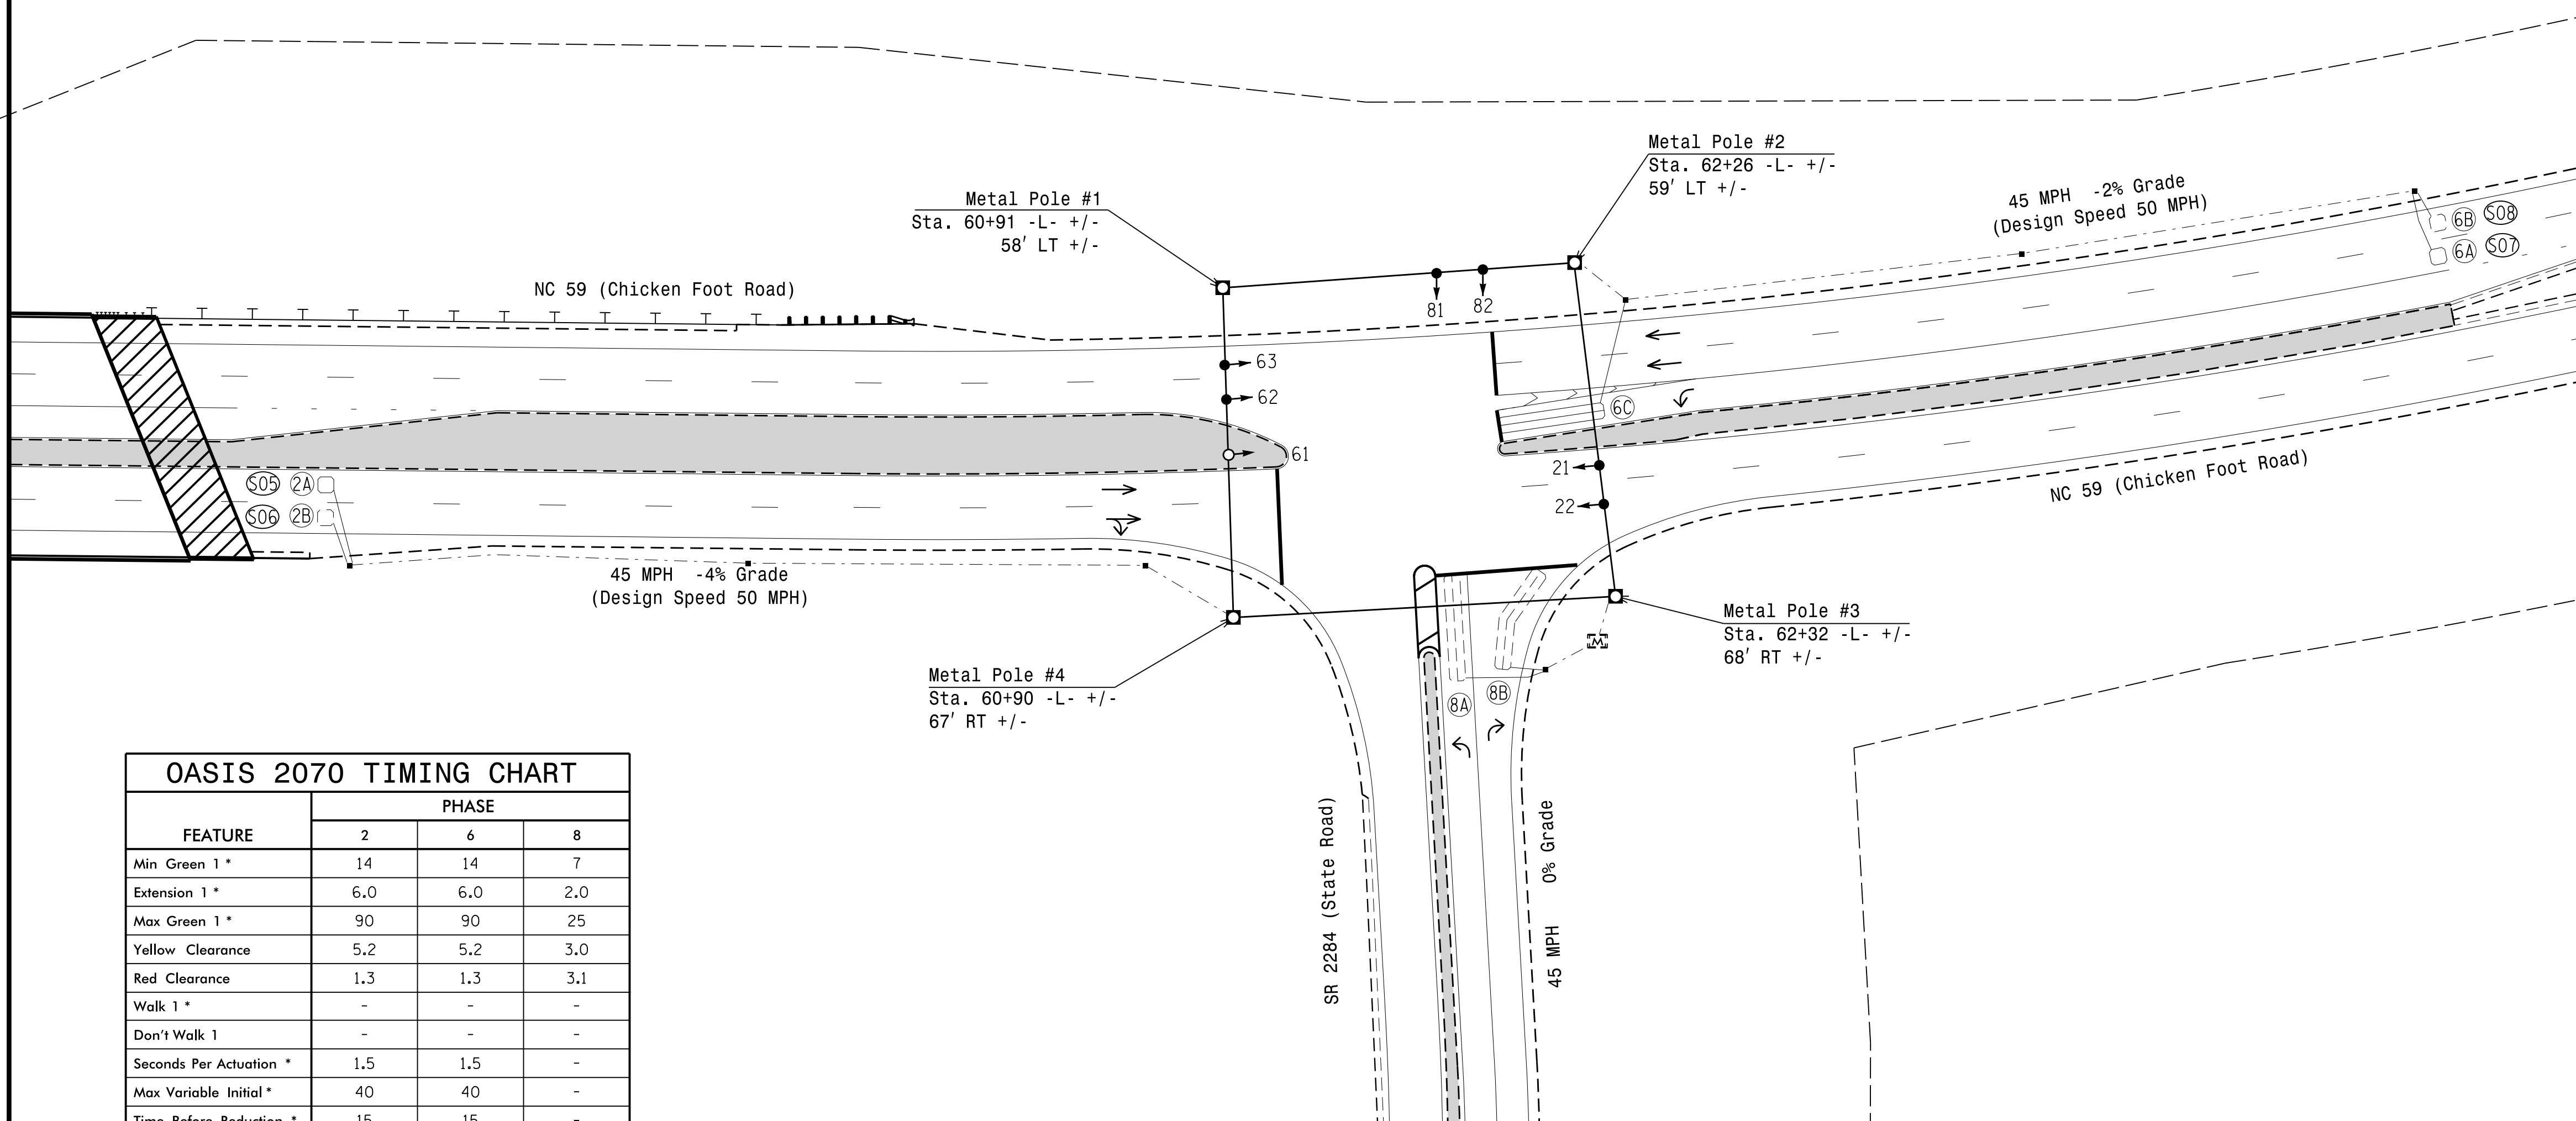 Metal Pole #2
Sta. 62+26 -L- +/-
59' LT +/-
Metal Pole #1
Sta. 60+91 -L- +/-
58' LT +/-
45 MPH -2% Grade
(Design Speed 50 MPH)
6B S08
6A S07
NC 59 (Chicken Foot Road)
81
82
63
62
61
6C
21
22
NC 59 (Chicken Foot Road)
S05 2A
S06 2B
45 MPH -4% Grade
(Design Speed 50 MPH)
Metal Pole #3
Sta. 62+32 -L- +/-
68' RT +/-
M
Metal Pole #4
Sta. 60+90 -L- +/-
67' RT +/-
8A
8B
SR 2284 (State Road)
45 MPH 0% Grade
OASIS 2070 TIMING CHART
FEATURE
PHASE
2 6 8
Min Green 1 * 14 14 7
Extension 1 * 6.0 6.0 2.0
Max Green 1 * 90 90 25
Yellow Clearance 5.2 5.2 3.0
Red Clearance 1.3 1.3 3.1
Walk 1 * - - -
Don't Walk 1 - - -
Seconds Per Actuation * 1.5 1.5 -
Max Variable Initial * 40 40 -
Time Before Reduction * 15 15 -